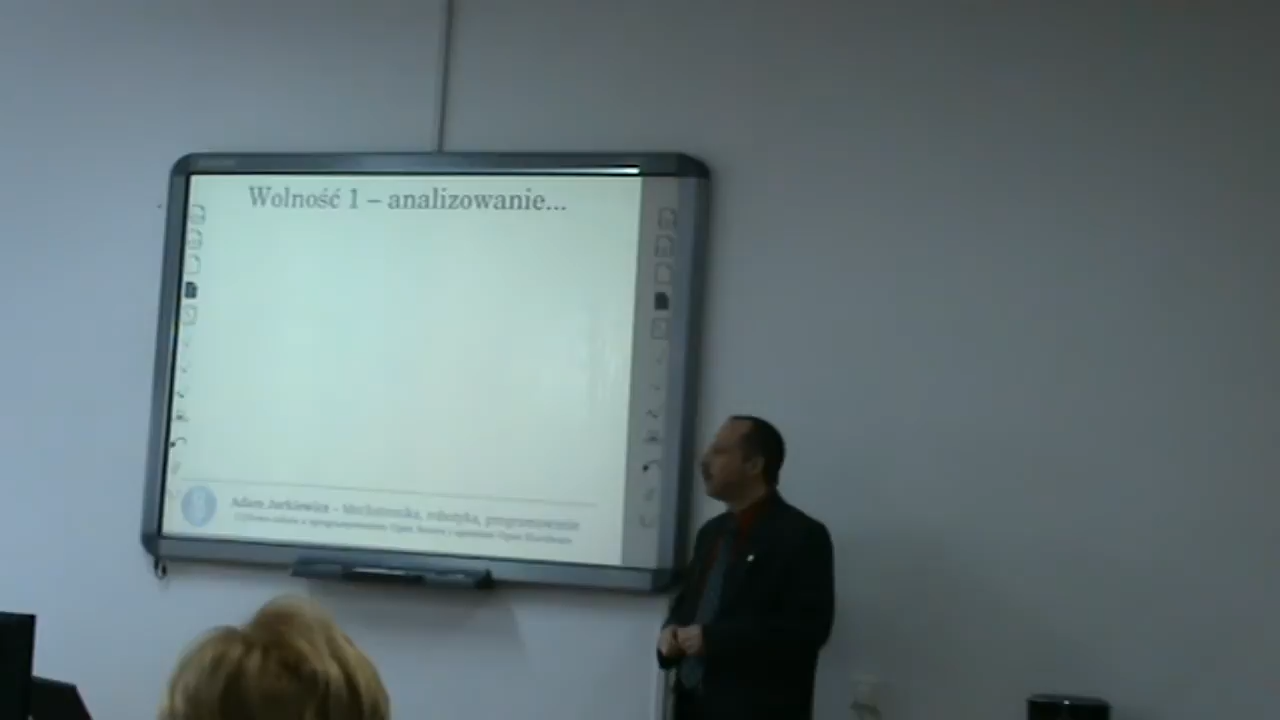 Wolność 1 – analizowanie...
Adam Jurkiewicz – Mechatronika, robotyka, programowanie